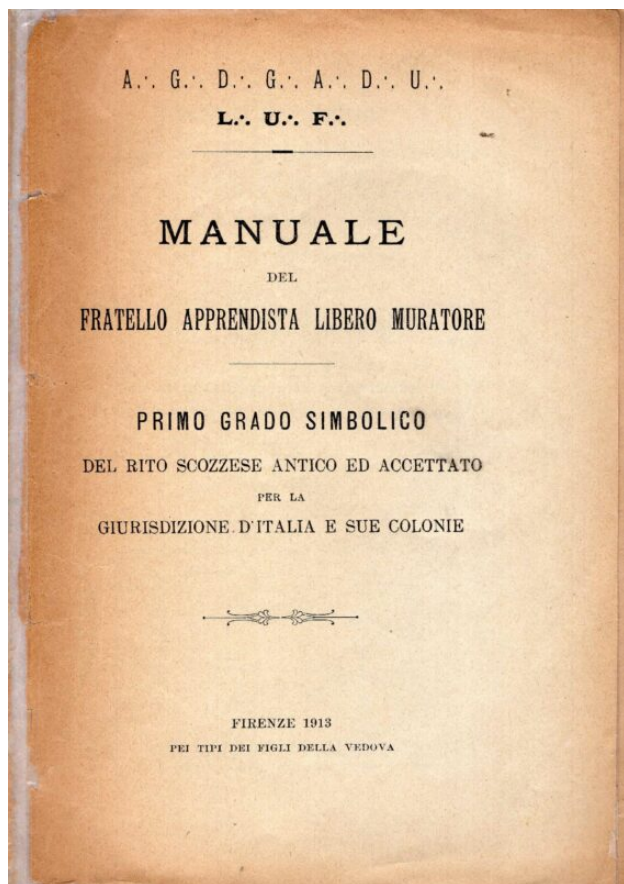 A.·. G.·. D.·. G.·. A.·. D.·. U.·.
L.·. U.·. F.·.
MANUALE
DEL
FRATELLO APPRENDISTA LIBERO MURATORE
PRIMO GRADO SIMBOLICO
DEL RITO SCOZZESE ANTICO ED ACCETTATO
PER LA
GIURISDIZIONE D'ITALIA E SUE COLONIE
FIRENZE 1913
PEI TIPI DEI FIGLI DELLA VEDOVA